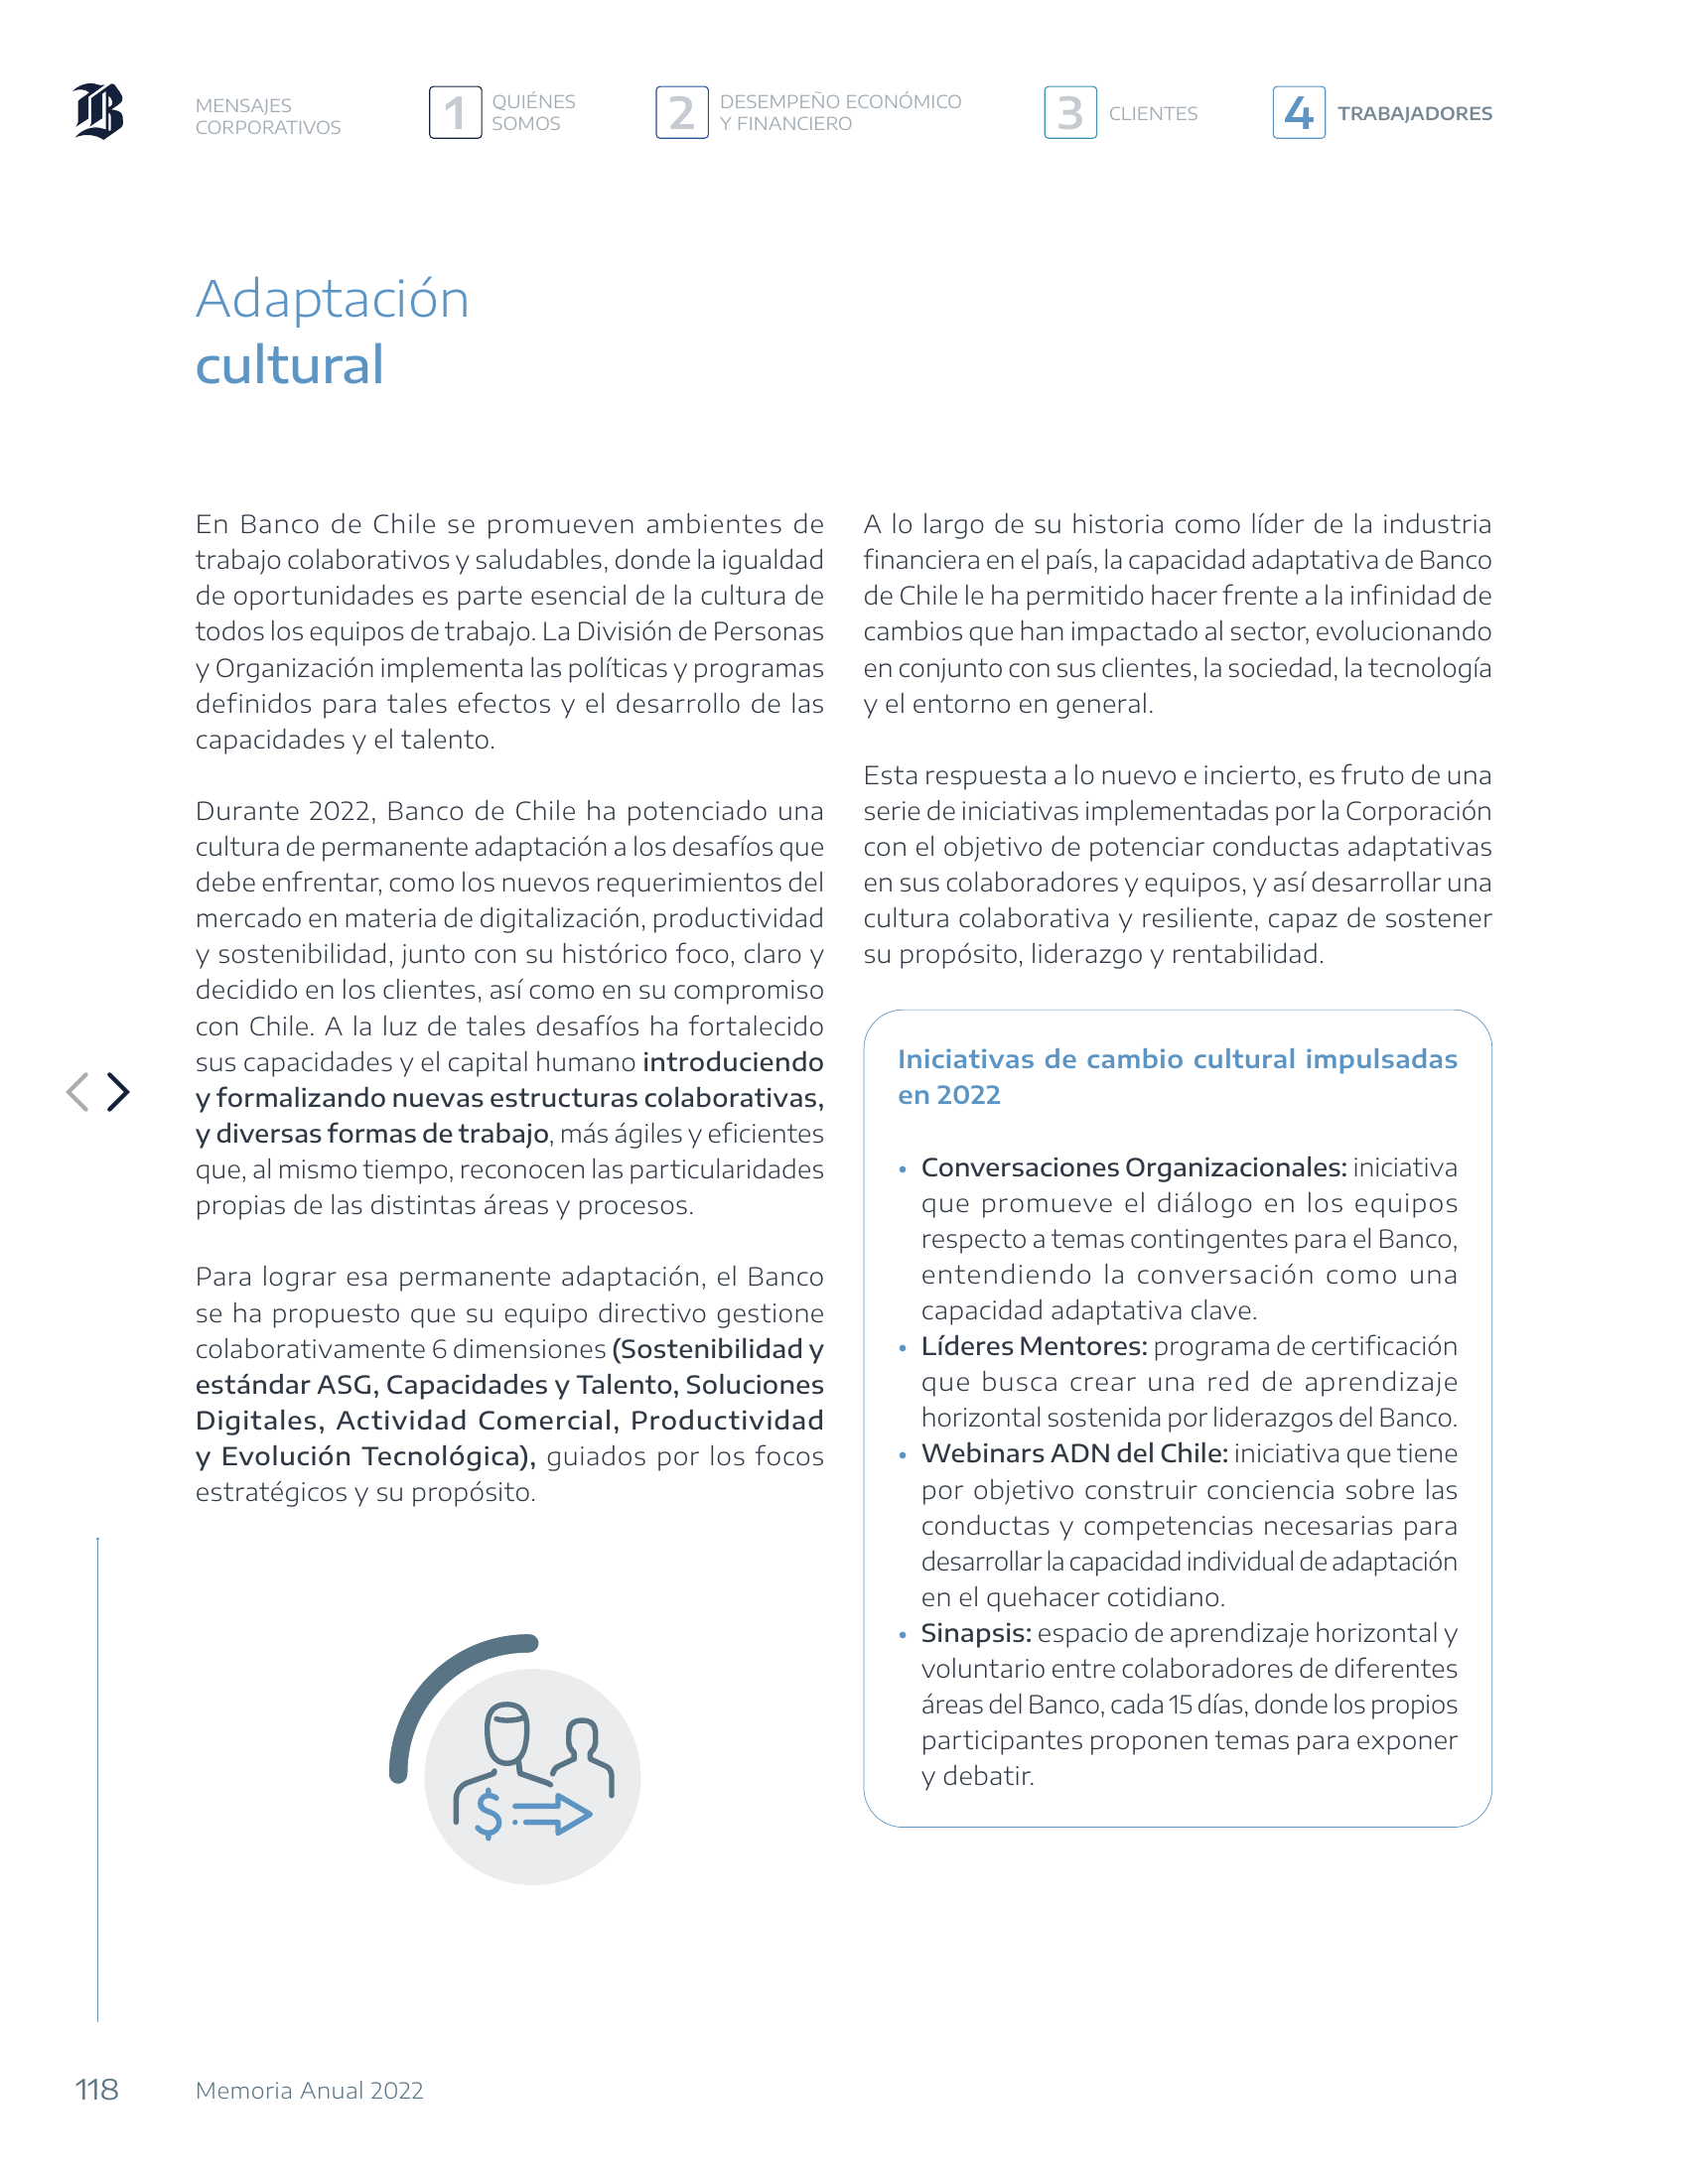 B
MENSAJES
CORPORATIVOS
1
QUIÉNES
SOMOS
2
DESEMPEÑO ECONÓMICO
Y FINANCIERO
3
CLIENTES
4
TRABAJADORES
Adaptación
cultural
En Banco de Chile se promueven ambientes de
trabajo colaborativos y saludables, donde la igualdad
de oportunidades es parte esencial de la cultura de
todos los equipos de trabajo. La División de Personas
y Organización implementa las políticas y programas
definidos para tales efectos y el desarrollo de las
capacidades y el talento.
Durante 2022, Banco de Chile ha potenciado una
cultura de permanente adaptación a los desafíos que
debe enfrentar, como los nuevos requerimientos del
mercado en materia de digitalización, productividad
y sostenibilidad, junto con su histórico foco, claro y
decidido en los clientes, así como en su compromiso
con Chile. A la luz de tales desafíos ha fortalecido
sus capacidades y el capital humano introduciendo
y formalizando nuevas estructuras colaborativas,
y diversas formas de trabajo, más ágiles y eficientes
que, al mismo tiempo, reconocen las particularidades
propias de las distintas áreas y procesos.
Para lograr esa permanente adaptación, el Banco
se ha propuesto que su equipo directivo gestione
colaborativamente 6 dimensiones (Sostenibilidad y
estándar ASG, Capacidades y Talento, Soluciones
Digitales, Actividad Comercial, Productividad
y Evolución Tecnológica), guiados por los focos
estratégicos y su propósito.
$
A lo largo de su historia como líder de la industria
financiera en el país, la capacidad adaptativa de Banco
de Chile le ha permitido hacer frente a la infinidad de
cambios que han impactado al sector, evolucionando
en conjunto con sus clientes, la sociedad, la tecnología
y el entorno en general.
Esta respuesta a lo nuevo e incierto, es fruto de una
serie de iniciativas implementadas por la Corporación
con el objetivo de potenciar conductas adaptativas
en sus colaboradores y equipos, y así desarrollar una
cultura colaborativa y resiliente, capaz de sostener
su propósito, liderazgo y rentabilidad.
Iniciativas de cambio cultural impulsadas
en 2022
• Conversaciones Organizacionales: iniciativa
que promueve el diálogo en los equipos
respecto a temas contingentes para el Banco,
entendiendo la conversación como una
capacidad adaptativa clave.
• Líderes Mentores: programa de certificación
que busca crear una red de aprendizaje
horizontal sostenida por liderazgos del Banco.
• Webinars ADN del Chile: iniciativa que tiene
por objetivo construir conciencia sobre las
conductas y competencias necesarias para
desarrollar la capacidad individual de adaptación
en el quehacer cotidiano.
• Sinapsis: espacio de aprendizaje horizontal y
voluntario entre colaboradores de diferentes
áreas del Banco, cada 15 días, donde los propios
participantes proponen temas para exponer
y debatir.
118
Memoria Anual 2022